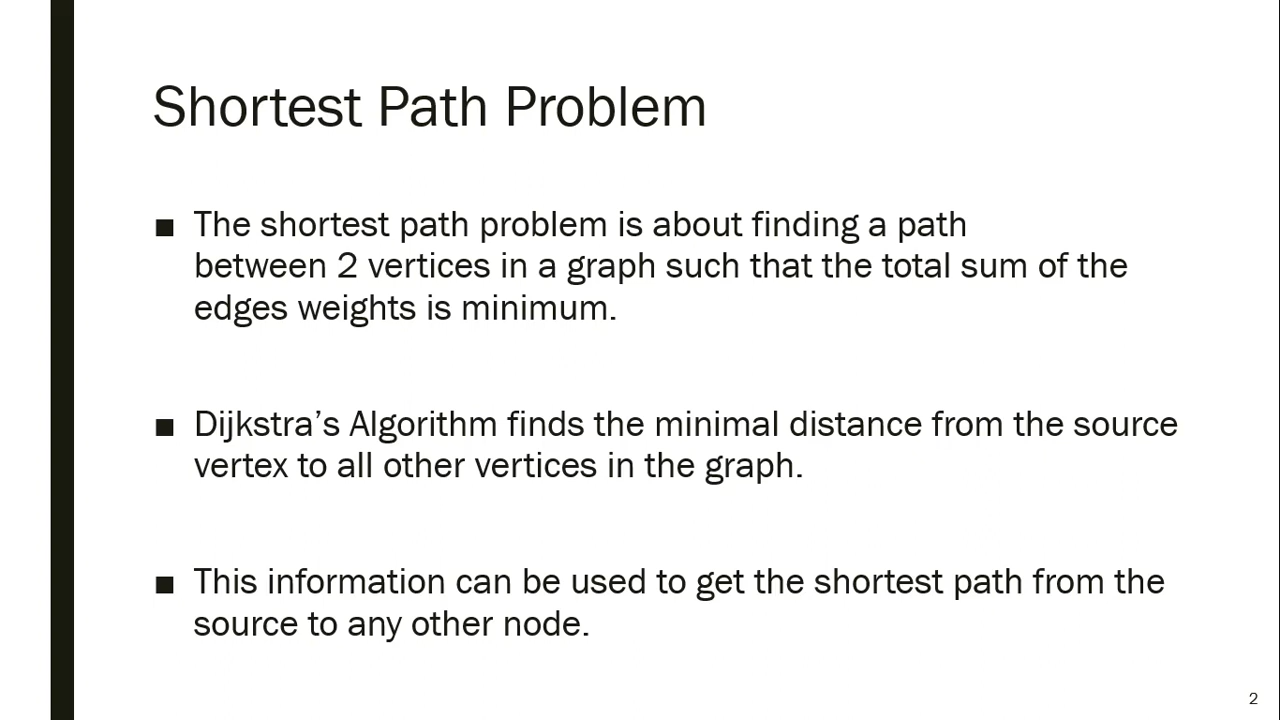 Shortest Path Problem
■ The shortest path problem is about finding a path
between 2 vertices in a graph such that the total sum of the
edges weights is minimum.
■ Dijkstra’s Algorithm finds the minimal distance from the source
vertex to all other vertices in the graph.
■ This information can be used to get the shortest path from the
source to any other node.
2